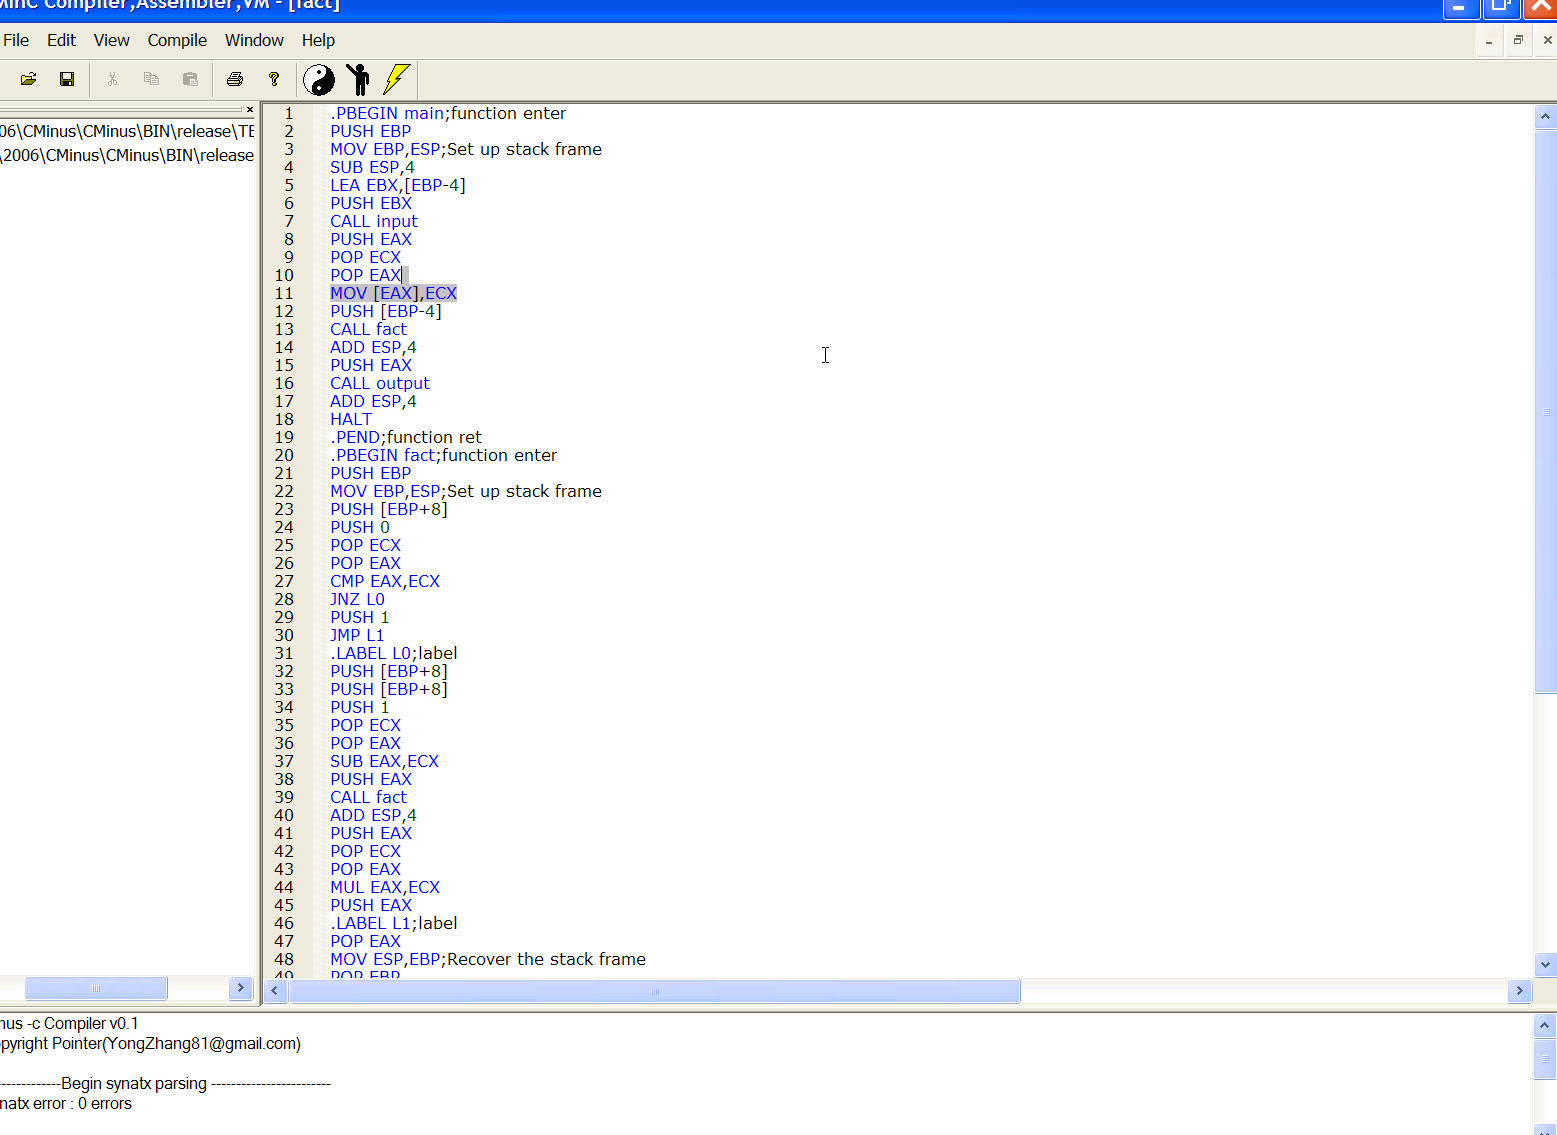 MinC Compiler,Assembler,VM - [fact]
File Edit View Compile Window Help
06\CMinus\CMinus\BIN\release\TE
\2006\CMinus\CMinus\BIN\release
1 .PBEGIN main;function enter
2 PUSH EBP
3 MOV EBP,ESP;Set up stack frame
4 SUB ESP,4
5 LEA EBX,[EBP-4]
6 PUSH EBX
7 CALL input
8 PUSH EAX
9 POP ECX
10 POP EAX
11 MOV [EAX],ECX
12 PUSH [EBP-4]
13 CALL fact
14 ADD ESP,4
15 PUSH EAX
16 CALL output
17 ADD ESP,4
18 HALT
19 .PEND;function ret
20 .PBEGIN fact;function enter
21 PUSH EBP
22 MOV EBP,ESP;Set up stack frame
23 PUSH [EBP+8]
24 PUSH 0
25 POP ECX
26 POP EAX
27 CMP EAX,ECX
28 JNZ L0
29 PUSH 1
30 JMP L1
31 .LABEL L0;label
32 PUSH [EBP+8]
33 PUSH [EBP+8]
34 PUSH 1
35 POP ECX
36 POP EAX
37 SUB EAX,ECX
38 PUSH EAX
39 CALL fact
40 ADD ESP,4
41 PUSH EAX
42 POP ECX
43 POP EAX
44 MUL EAX,ECX
45 PUSH EAX
46 .LABEL L1;label
47 POP EAX
48 MOV ESP,EBP;Recover the stack frame
49 POP EBP
nus -c Compiler v0.1
pyright Pointer(YongZhang81@gmail.com)
-------------Begin synatx parsing ------------------------
natx error : 0 errors